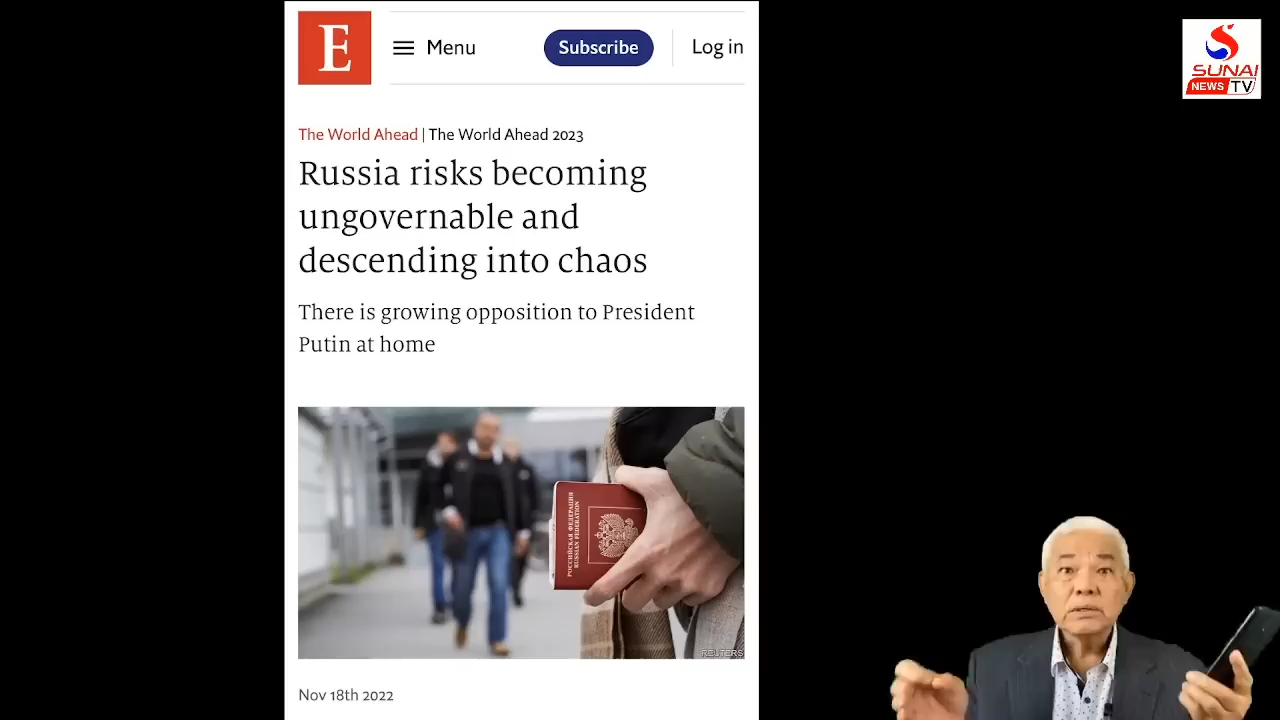 E
Menu
Subscribe
Log in
SUNAI
NEWS TV
The World Ahead | The World Ahead 2023
Russia risks becoming
ungovernable and
descending into chaos
There is growing opposition to President
Putin at home
РОССИЙСКАЯ ФЕДЕРАЦИЯ
RUSSIAN FEDERATION
REUTERS
Nov 18th 2022